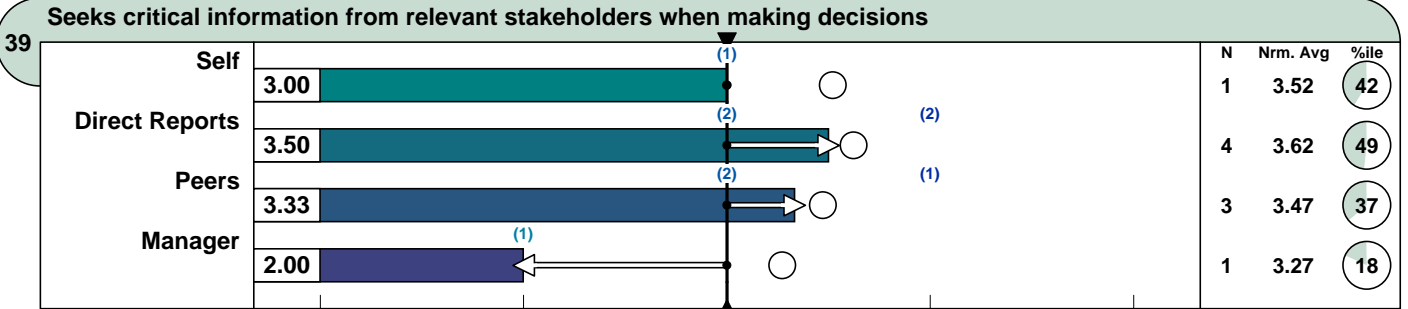 Seeks critical information from relevant stakeholders when making decisions
39
N Nrm. Avg %ile
Self (1)
3.00 1 3.52 42
Direct Reports (2) (2)
3.50 4 3.62 49
Peers (2) (1)
3.33 3 3.47 37
Manager (1)
2.00 1 3.27 18